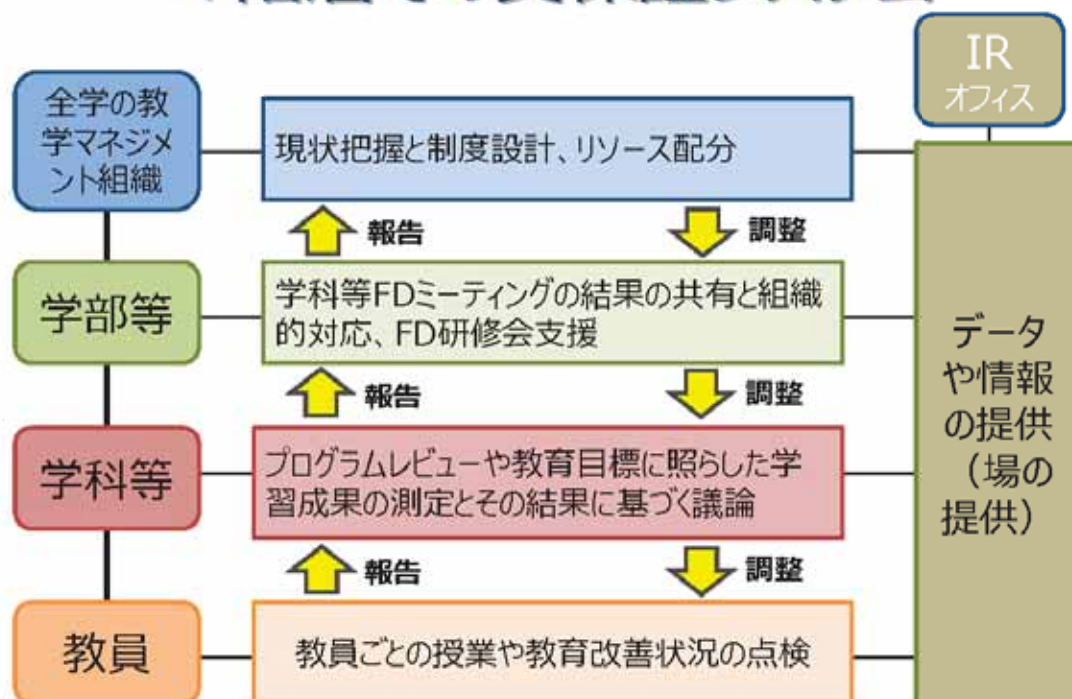 IR
オフィス
全学の教
学マネジメ
ント組織
現状把握と制度設計、リソース配分
報告
調整
学部等
学科等FDミーティングの結果の共有と組織
的対応、FD研修会支援
報告
調整
学科等
プログラムレビューや教育目標に照らした学
習成果の測定とその結果に基づく議論
報告
調整
教員
教員ごとの授業や教育改善状況の点検
データ
や情報
の提供
（場の
提供）